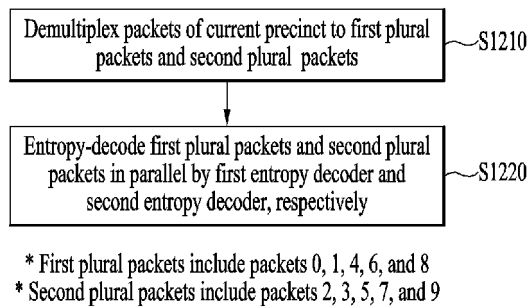 Demultiplex packets of current precinct to first plural
packets and second plural packets
S1210
Entropy-decode first plural packets and second plural
packets in parallel by first entropy decoder and
second entropy decoder, respectively
S1220
* First plural packets include packets 0, 1, 4, 6, and 8
* Second plural packets include packets 2, 3, 5, 7, and 9